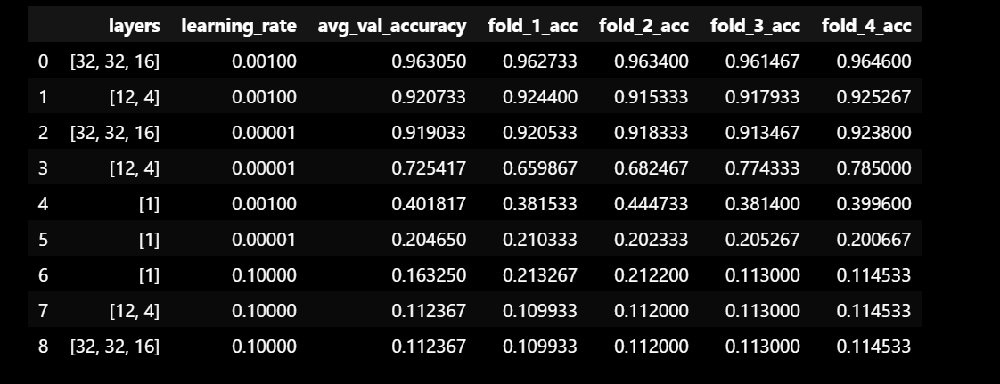 layers learning_rate avg_val_accuracy fold_1_acc fold_2_acc fold_3_acc fold_4_acc
0 [32, 32, 16] 0.00100 0.963050 0.962733 0.963400 0.961467 0.964600
1 [12, 4] 0.00100 0.920733 0.924400 0.915333 0.917933 0.925267
2 [32, 32, 16] 0.00001 0.919033 0.920533 0.918333 0.913467 0.923800
3 [12, 4] 0.00001 0.725417 0.659867 0.682467 0.774333 0.785000
4 [1] 0.00100 0.401817 0.381533 0.444733 0.381400 0.399600
5 [1] 0.00001 0.204650 0.210333 0.202333 0.205267 0.200667
6 [1] 0.10000 0.163250 0.213267 0.212200 0.113000 0.114533
7 [12, 4] 0.10000 0.112367 0.109933 0.112000 0.113000 0.114533
8 [32, 32, 16] 0.10000 0.112367 0.109933 0.112000 0.113000 0.114533